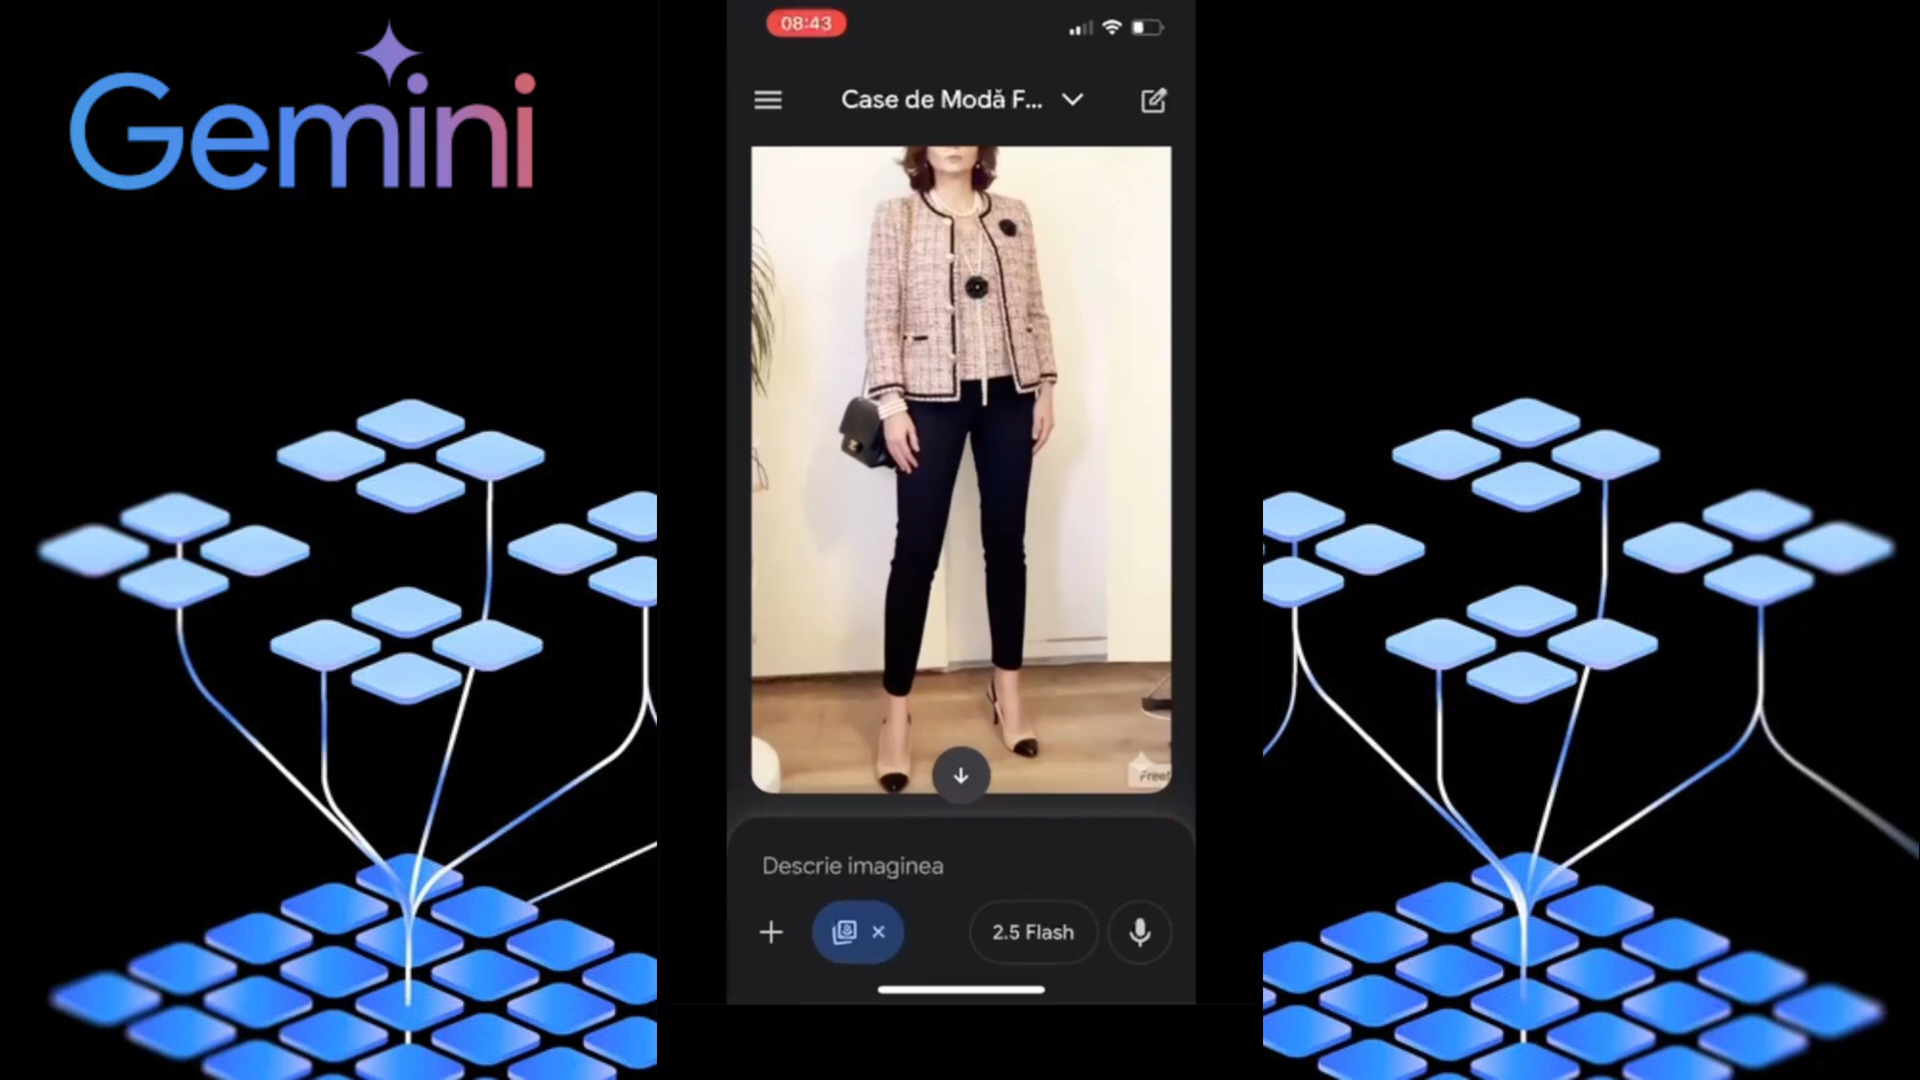 Gemini
08:43
Case de Modă F...
Descrie imaginea
2.5 Flash